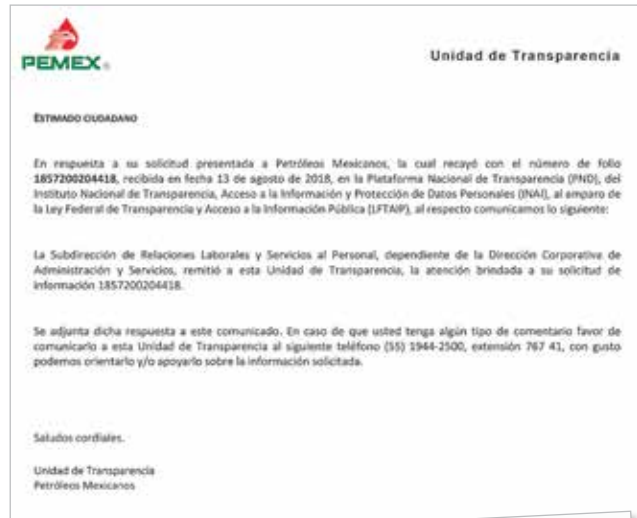 PEMEX®
Unidad de Transparencia
ESTIMADO CIUDADANO
En respuesta a su solicitud presentada a Petróleos Mexicanos, la cual recayó con el número de folio
1857200204418, recibida en fecha 13 de agosto de 2018, en la Plataforma Nacional de Transparencia (PND), del
Instituto Nacional de Transparencia, Acceso a la Información y Protección de Datos Personales (INAI), al amparo de
la Ley Federal de Transparencia y Acceso a la Información Pública (LFTAIP), al respecto comunicamos lo siguiente:
La Subdirección de Relaciones Laborales y Servicios al Personal, dependiente de la Dirección Corporativa de
Administración y Servicios, remitió a esta Unidad de Transparencia, la atención brindada a su solicitud de
información 1857200204418.
Se adjunta dicha respuesta a este comunicado. En caso de que usted tenga algún tipo de comentario favor de
comunicarlo a esta Unidad de Transparencia al siguiente teléfono (55) 1944-2500, extensión 767 41, con gusto
podemos orientarlo y/o apoyarlo sobre la información solicitada.
Saludos cordiales.
Unidad de Transparencia
Petróleos Mexicanos